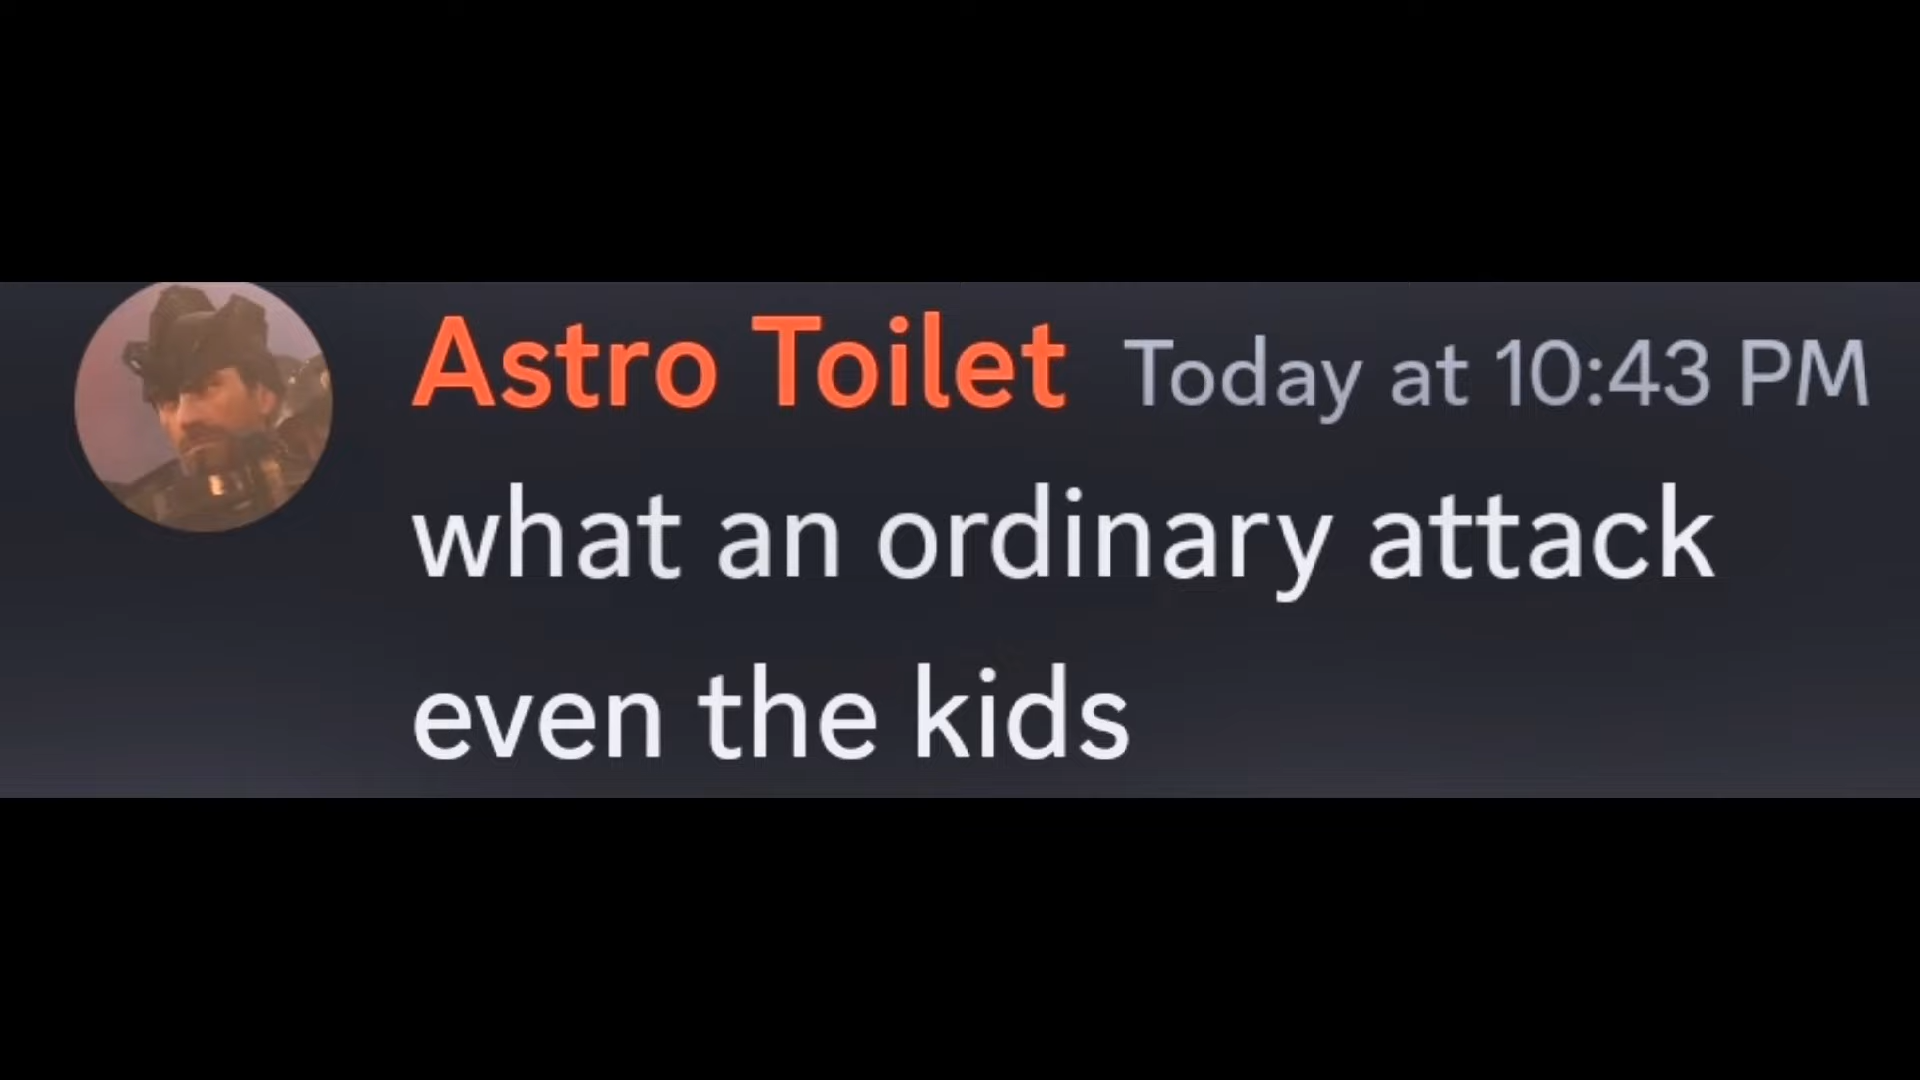 Astro Toilet Today at 10:43 PM
what an ordinary attack
even the kids